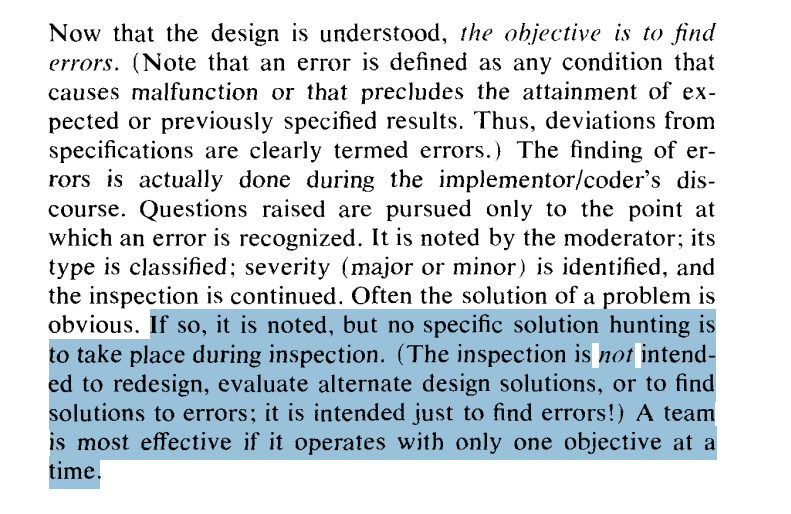 Now that the design is understood, the objective is to find
errors. (Note that an error is defined as any condition that
causes malfunction or that precludes the attainment of ex-
pected or previously specified results. Thus, deviations from
specifications are clearly termed errors.) The finding of er-
rors is actually done during the implementor/coder's dis-
course. Questions raised are pursued only to the point at
which an error is recognized. It is noted by the moderator; its
type is classified; severity (major or minor) is identified, and
the inspection is continued. Often the solution of a problem is
obvious. If so, it is noted, but no specific solution hunting is
to take place during inspection. (The inspection is not intend-
ed to redesign, evaluate alternate design solutions, or to find
solutions to errors; it is intended just to find errors!) A team
is most effective if it operates with only one objective at a
time.